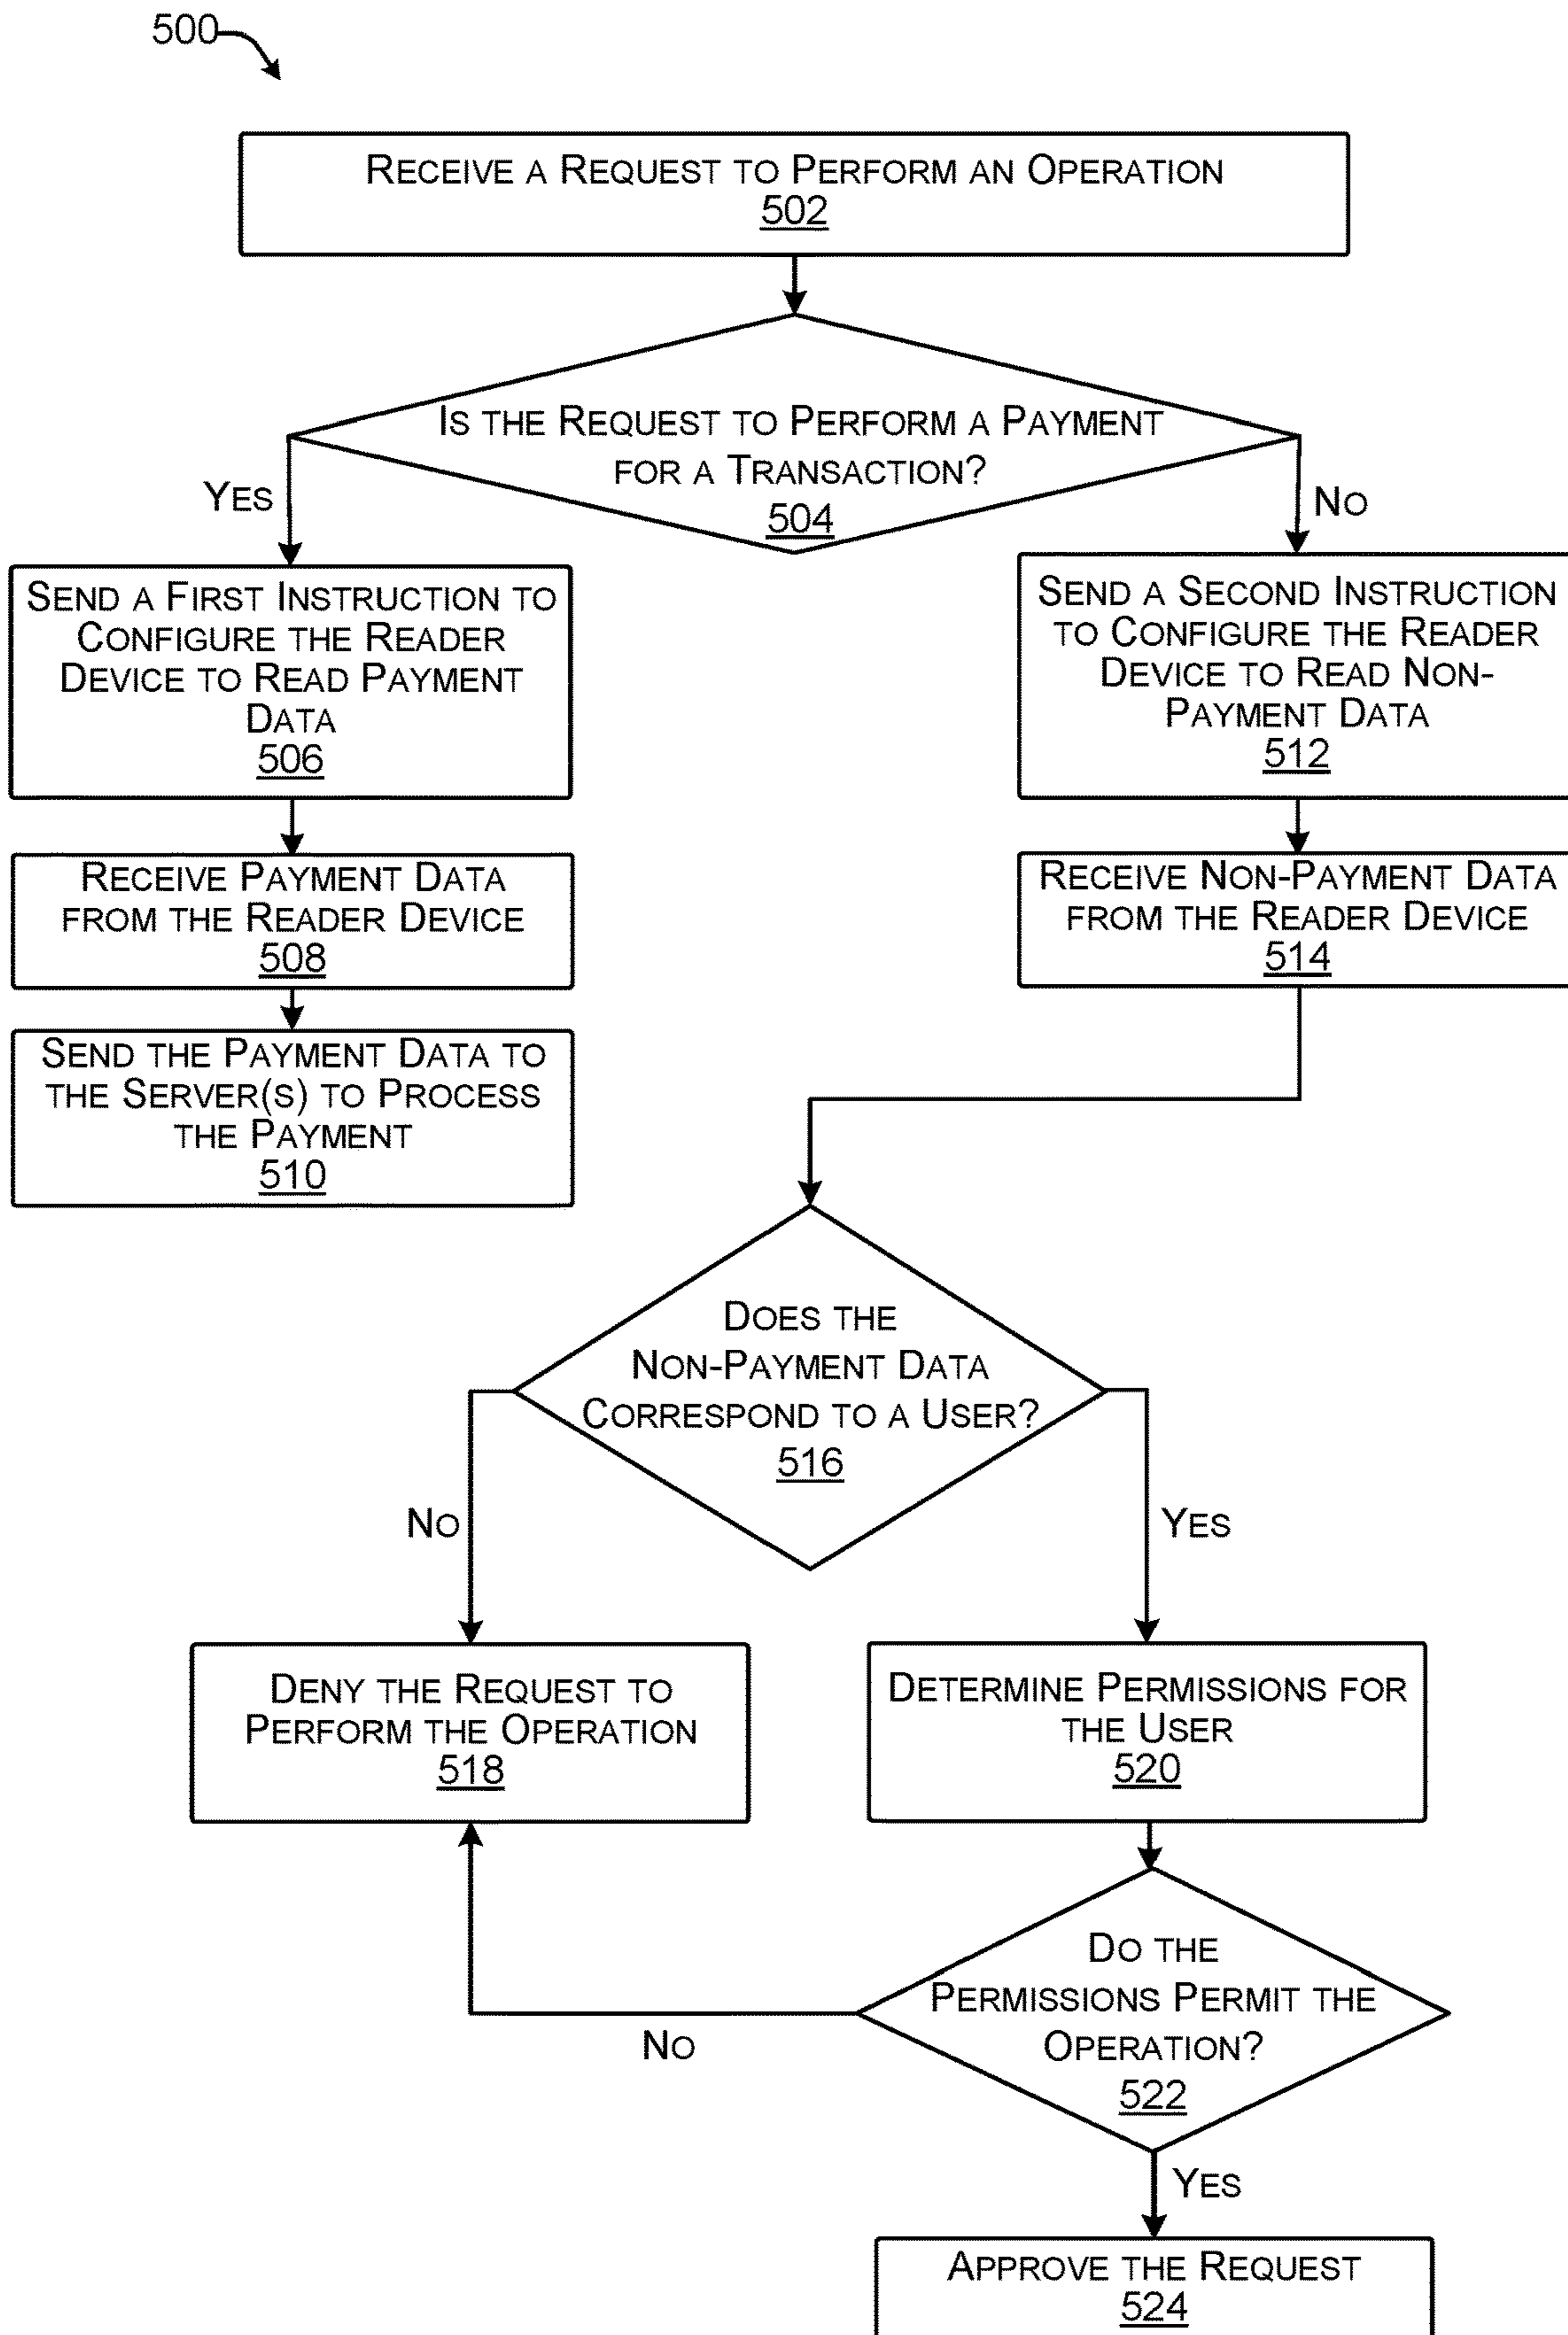 500
Receive a Request to Perform an Operation
502
Is the Request to Perform a Payment
for a Transaction?
504
Yes
No
Send a First Instruction to
Configure the Reader
Device to Read Payment
Data
506
Send a Second Instruction
to Configure the Reader
Device to Read Non-
Payment Data
512
Receive Payment Data
from the Reader Device
508
Receive Non-Payment Data
from the Reader Device
514
Send the Payment Data to
the Server(s) to Process
the Payment
510
Does the
Non-Payment Data
Correspond to a User?
516
No
Yes
Deny the Request to
Perform the Operation
518
Determine Permissions for
the User
520
Do the
Permissions Permit the
Operation?
522
No
Yes
Approve the Request
524